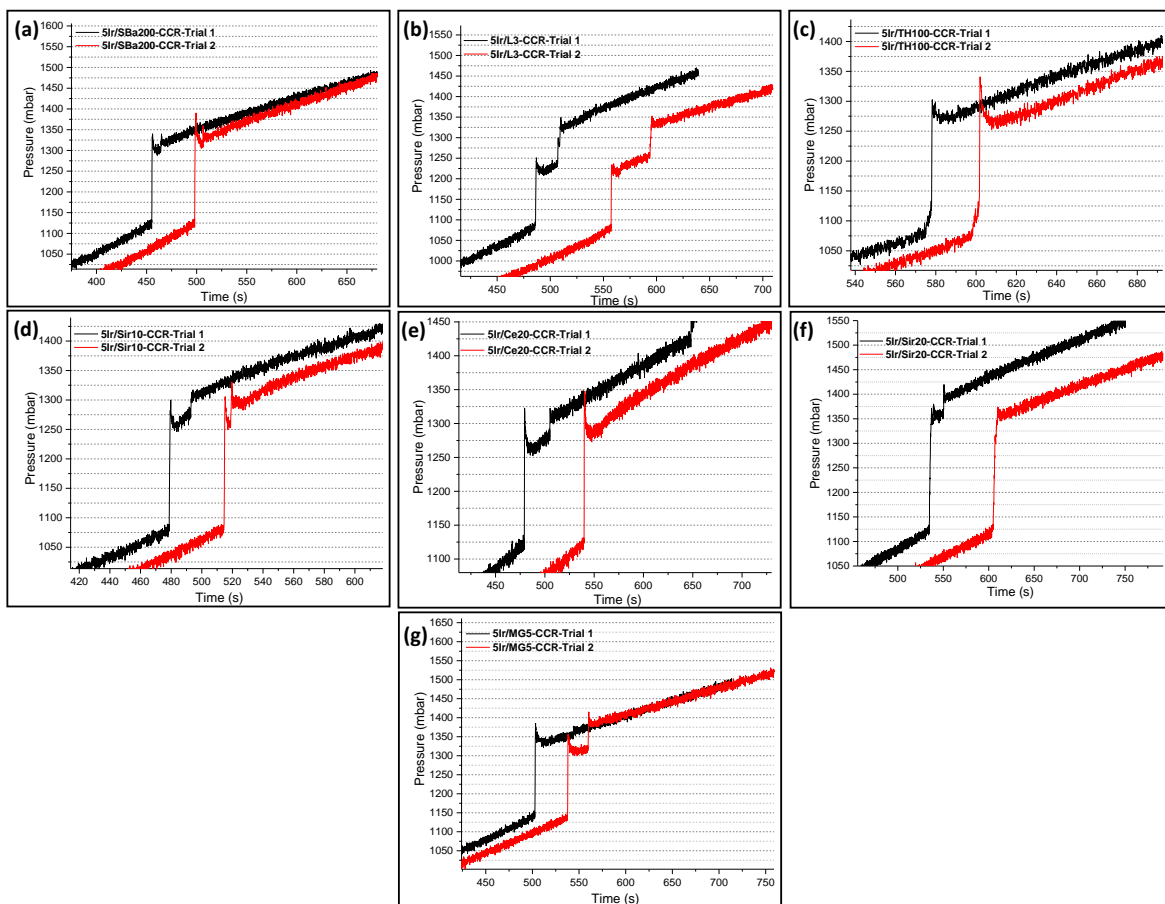 (a)
5Ir/SBa200-CCR-Trial 1
5Ir/SBa200-CCR-Trial 2
Pressure (mbar)
1600
1550
1500
1450
1400
1350
1300
1250
1200
1150
1100
1050
400 450 500 550 600 650
Time (s)
(b)
5Ir/L3-CCR-Trial 1
5Ir/L3-CCR-Trial 2
Pressure (mbar)
1550
1500
1450
1400
1350
1300
1250
1200
1150
1100
1050
1000
450 500 550 600 650 700
Time (s)
(c)
5Ir/TH100-CCR-Trial 1
5Ir/TH100-CCR-Trial 2
Pressure (mbar)
1400
1350
1300
1250
1200
1150
1100
1050
540 560 580 600 620 640 660 680
Time (s)
(d)
5Ir/Sir10-CCR-Trial 1
5Ir/Sir10-CCR-Trial 2
Pressure (mbar)
1400
1350
1300
1250
1200
1150
1100
1050
420 440 460 480 500 520 540 560 580 600
Time (s)
(e)
5Ir/Ce20-CCR-Trial 1
5Ir/Ce20-CCR-Trial 2
Pressure (mbar)
1450
1400
1350
1300
1250
1200
1150
1100
450 500 550 600 650 700
Time (s)
(f)
5Ir/Sir20-CCR-Trial 1
5Ir/Sir20-CCR-Trial 2
Pressure (mbar)
1550
1500
1450
1400
1350
1300
1250
1200
1150
1100
1050
500 550 600 650 700 750
Time (s)
(g)
5Ir/MG5-CCR-Trial 1
5Ir/MG5-CCR-Trial 2
Pressure (mbar)
1650
1600
1550
1500
1450
1400
1350
1300
1250
1200
1150
1100
1050
450 500 550 600 650 700 750
Time (s)